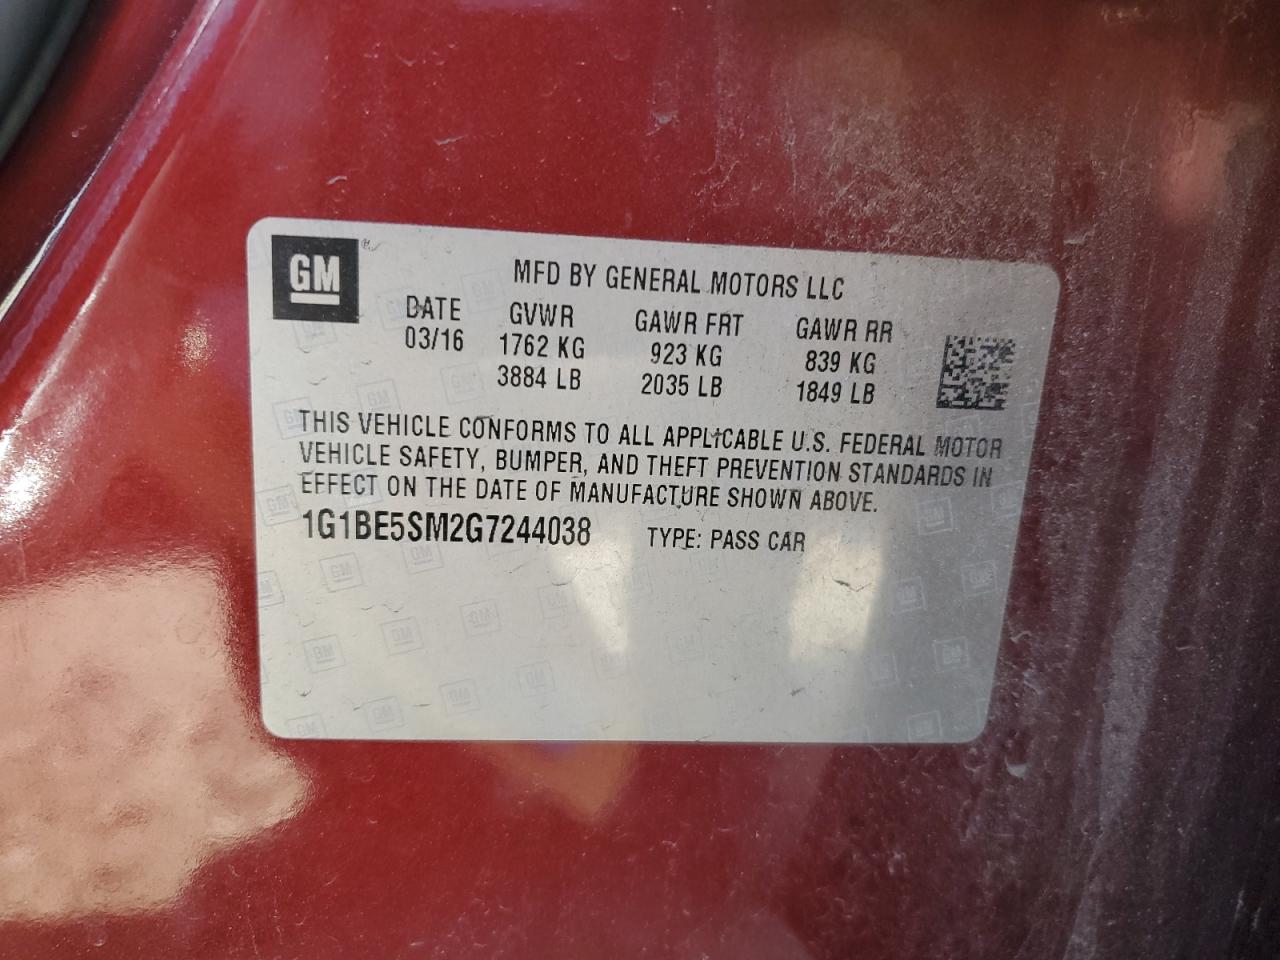 GM
MFD BY GENERAL MOTORS LLC
DATE GVWR GAWR FRT GAWR RR
03/16 1762 KG 923 KG 839 KG
3884 LB 2035 LB 1849 LB
THIS VEHICLE CONFORMS TO ALL APPLICABLE U.S. FEDERAL MOTOR
VEHICLE SAFETY, BUMPER, AND THEFT PREVENTION STANDARDS IN
EFFECT ON THE DATE OF MANUFACTURE SHOWN ABOVE.
1G1BE5SM2G7244038 TYPE: PASS CAR